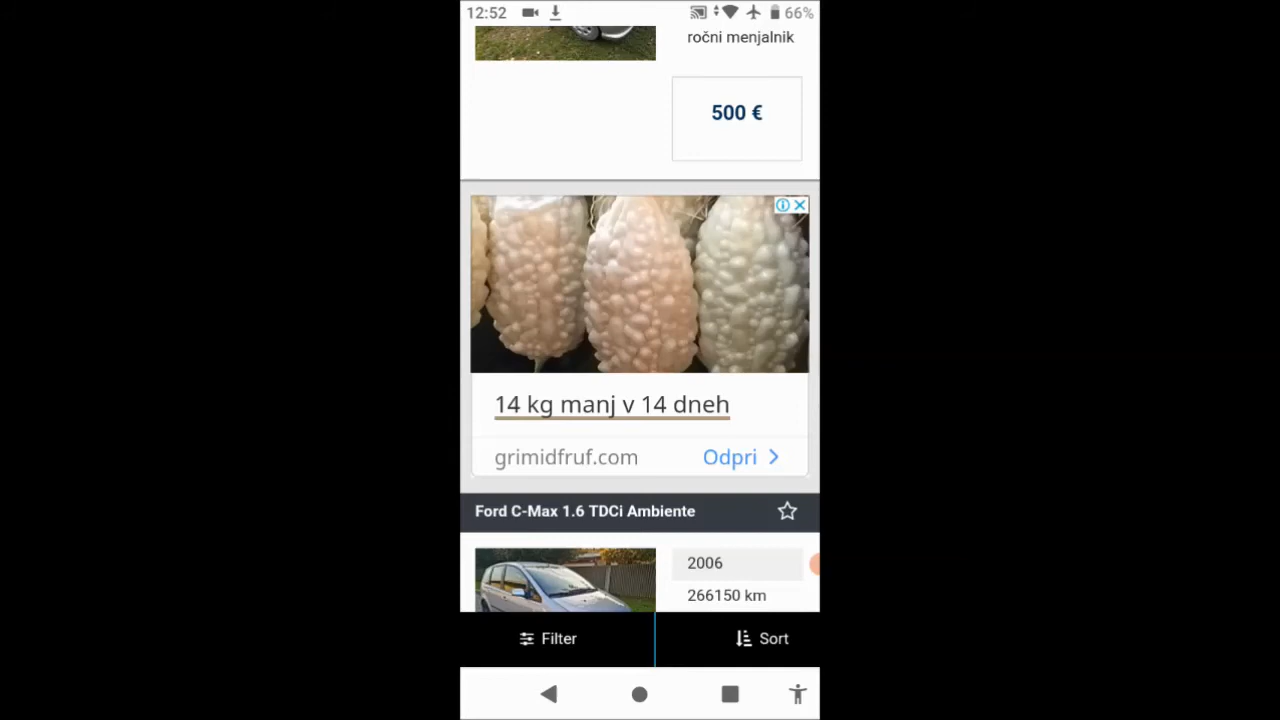 12:52
66%
ročni menjalnik
500 €
14 kg manj v 14 dneh
grimidfruf.com
Odpri
Ford C-Max 1.6 TDCi Ambiente
2006
266150 km
Filter
Sort